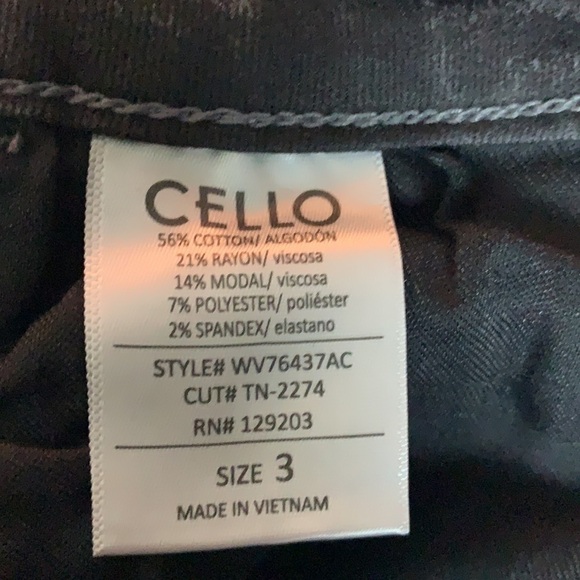 CELLO
56% COTTON/ ALGODÓN
21% RAYON/ viscosa
14% MODAL/ viscosa
7% POLYESTER/ poliéster
2% SPANDEX/ elastano
STYLE# WV76437AC
CUT# TN-2274
RN# 129203
SIZE 3
MADE IN VIETNAM